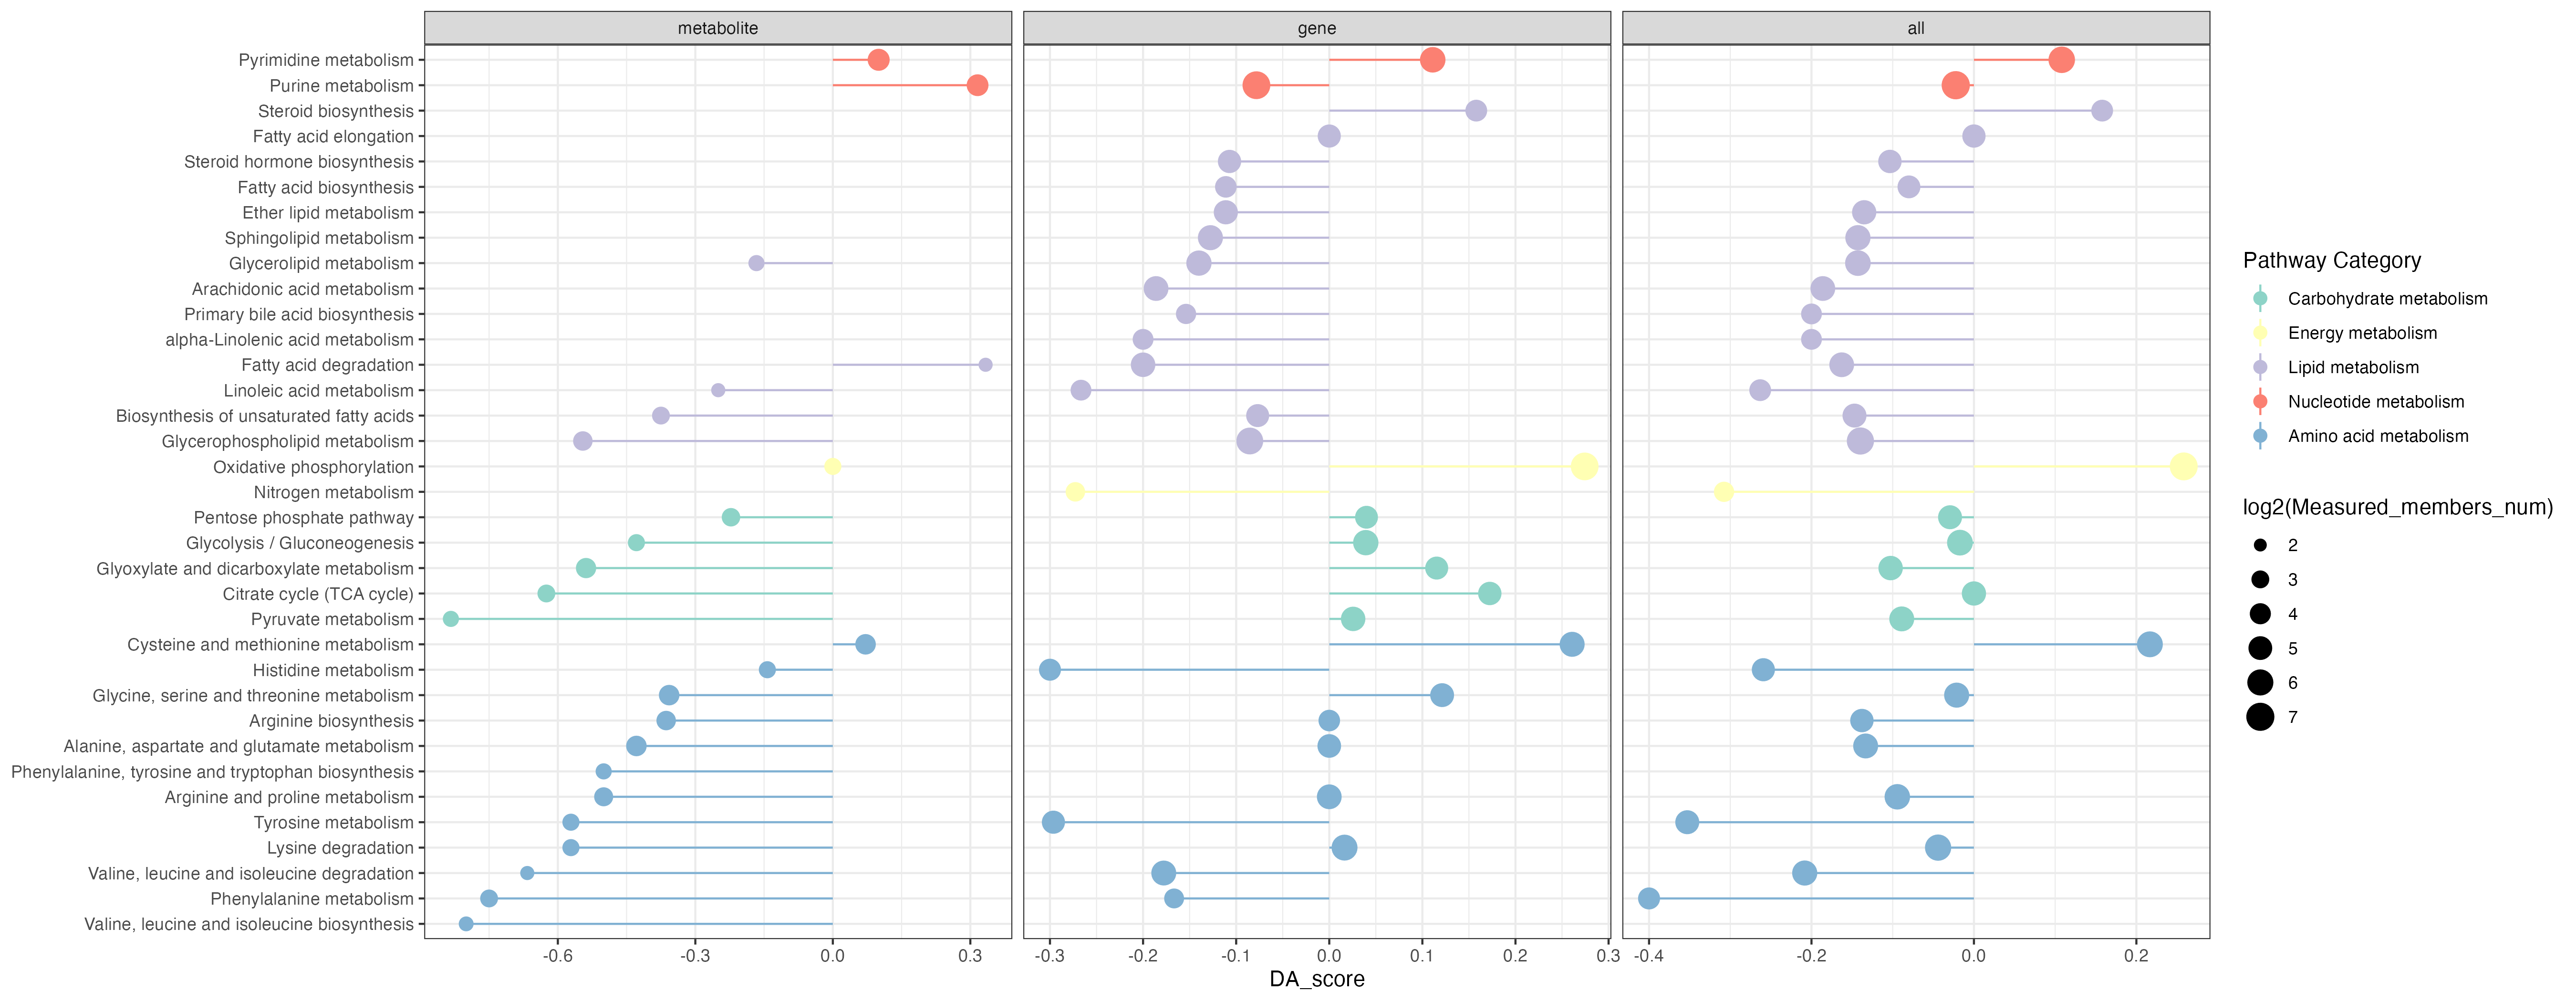 metabolite
gene
all
Pyrimidine metabolism
Purine metabolism
Steroid biosynthesis
Fatty acid elongation
Steroid hormone biosynthesis
Fatty acid biosynthesis
Ether lipid metabolism
Sphingolipid metabolism
Glycerolipid metabolism
Arachidonic acid metabolism
Primary bile acid biosynthesis
alpha-Linolenic acid metabolism
Fatty acid degradation
Linoleic acid metabolism
Biosynthesis of unsaturated fatty acids
Glycerophospholipid metabolism
Oxidative phosphorylation
Nitrogen metabolism
Pentose phosphate pathway
Glycolysis / Gluconeogenesis
Glyoxylate and dicarboxylate metabolism
Citrate cycle (TCA cycle)
Pyruvate metabolism
Cysteine and methionine metabolism
Histidine metabolism
Glycine, serine and threonine metabolism
Arginine biosynthesis
Alanine, aspartate and glutamate metabolism
Phenylalanine, tyrosine and tryptophan biosynthesis
Arginine and proline metabolism
Tyrosine metabolism
Lysine degradation
Valine, leucine and isoleucine degradation
Phenylalanine metabolism
Valine, leucine and isoleucine biosynthesis
-0.6 -0.3 0.0 0.3
-0.3 -0.2 -0.1 0.0 0.1 0.2 0.3
-0.4 -0.2 0.0 0.2
DA_score
Pathway Category
Carbohydrate metabolism
Energy metabolism
Lipid metabolism
Nucleotide metabolism
Amino acid metabolism
log2(Measured_members_num)
2
3
4
5
6
7